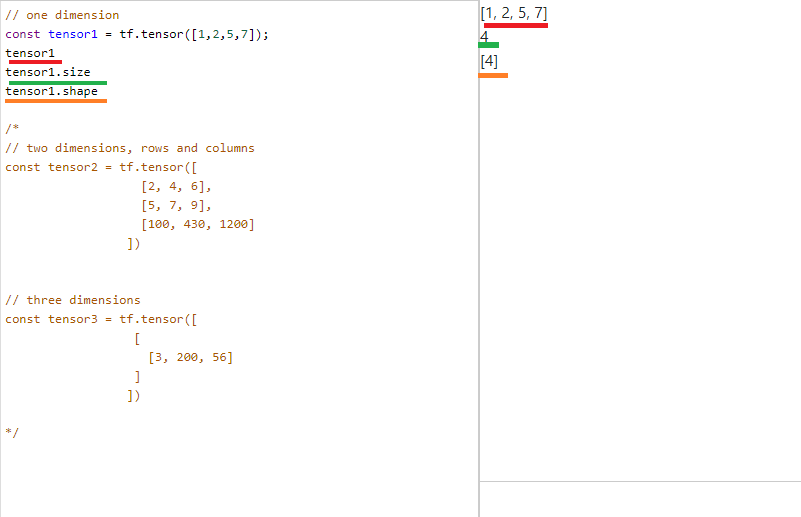 // one dimension
const tensor1 = tf.tensor([1,2,5,7]);
tensor1
tensor1.size
tensor1.shape
/*
// two dimensions, rows and columns
const tensor2 = tf.tensor([
[2, 4, 6],
[5, 7, 9],
[100, 430, 1200]
])
// three dimensions
const tensor3 = tf.tensor([
[
[3, 200, 56]
]
])
*/
[1, 2, 5, 7]
4
[4]